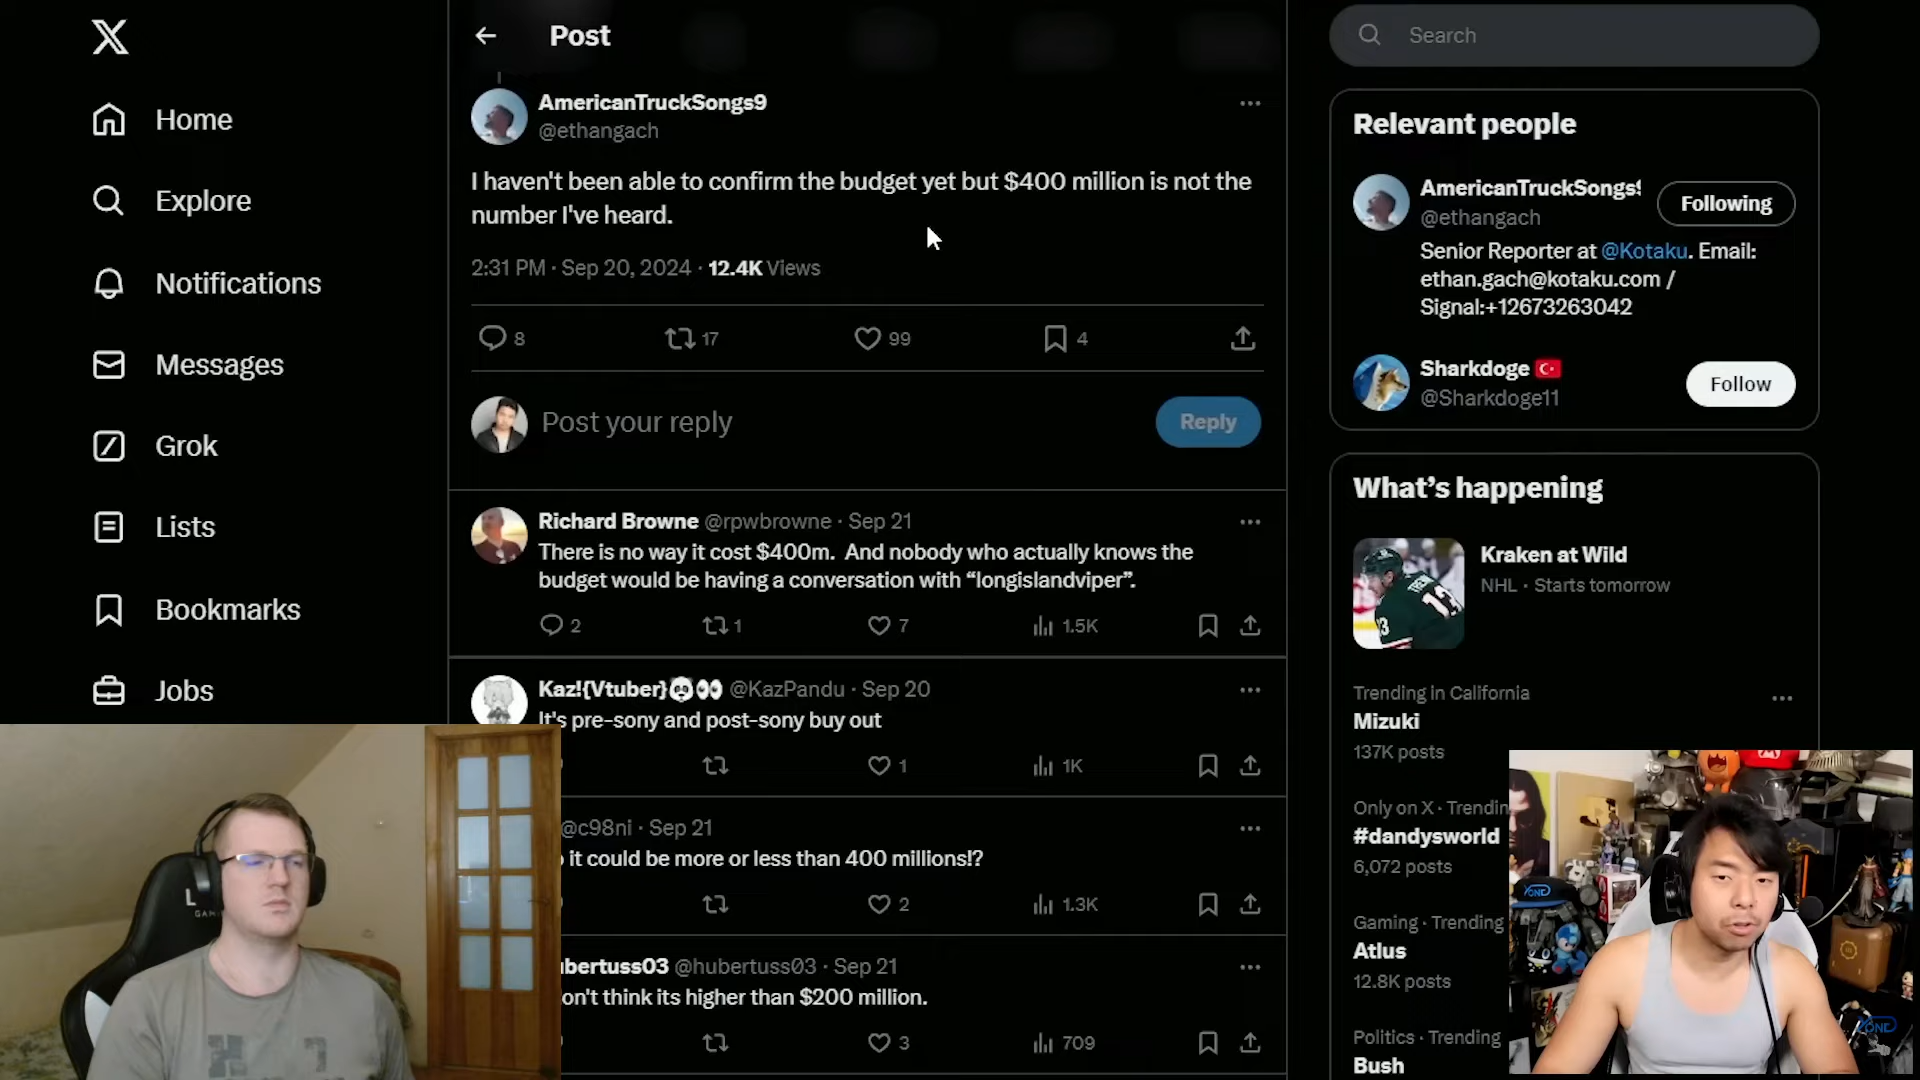 Home
Explore
Notifications
Messages
Grok
Lists
Bookmarks
Jobs
Post
AmericanTruckSongs9
@ethangach
I haven't been able to confirm the budget yet but $400 million is not the
number I've heard.
2:31 PM · Sep 20, 2024 · 12.4K Views
8 17 99 4
Post your reply
Reply
Richard Browne @rpwbrowne · Sep 21
There is no way it cost $400m. And nobody who actually knows the
budget would be having a conversation with “longislandviper”.
2 1 7 1.5K
Kaz!{Vtuber}🐼👀 @KazPandu · Sep 20
It's pre-sony and post-sony buy out
1 1K
@c98ni · Sep 21
it could be more or less than 400 millions!?
2 1.3K
ubertuss03 @hubertuss03 · Sep 21
on't think its higher than $200 million.
3 709
Search
Relevant people
AmericanTruckSongs9
Following
@ethangach
Senior Reporter at @Kotaku. Email:
ethan.gach@kotaku.com /
Signal:+12673263042
Sharkdoge 🇹🇷
@Sharkdoge11
Follow
What’s happening
Kraken at Wild
NHL · Starts tomorrow
Trending in California
Mizuki
137K posts
Only on X · Trendin
#dandysworld
6,072 posts
Gaming · Trending
Atlus
12.8K posts
Politics · Trending
Bush